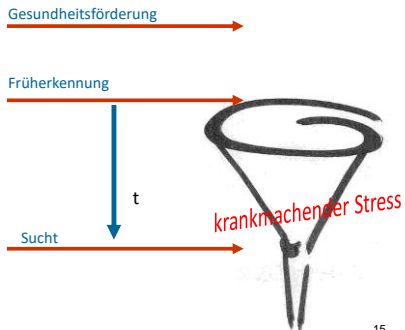 Gesundheitsförderung
Früherkennung
t
krankmachender Stress
Sucht
15